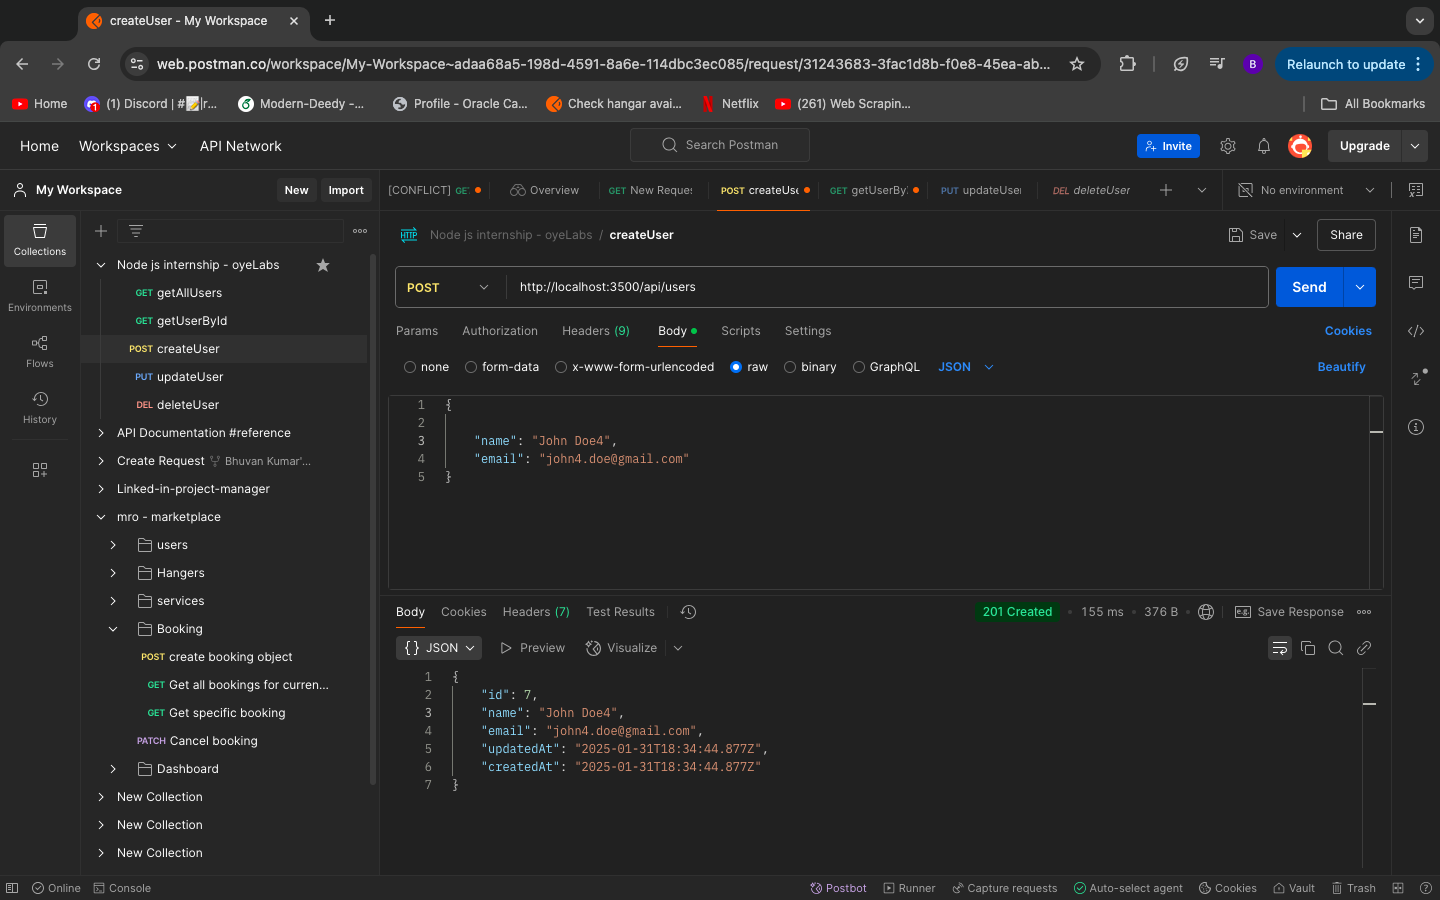 createUser - My Workspace
web.postman.co/workspace/My-Workspace~adaa68a5-198d-4591-8a6e-114dbc3ec085/request/31243683-3fac1d8b-f0e8-45ea-ab...
B
Relaunch to update
Home
(1) Discord | #📝|r...
Modern-Deedy -...
Profile - Oracle Ca...
Check hangar avai...
Netflix
(261) Web Scrapin...
All Bookmarks
Home
Workspaces
API Network
Search Postman
Invite
Upgrade
My Workspace
New
Import
[CONFLICT] GET
Overview
GET New Reques
POST createUse
GET getUserByI
PUT updateUser
DEL deleteUser
No environment
Collections
Environments
Flows
History
Node js internship - oyeLabs
GET getAllUsers
GET getUserById
POST createUser
PUT updateUser
DEL deleteUser
API Documentation #reference
Create Request Bhuvan Kumar'...
Linked-in-project-manager
mro - marketplace
users
Hangers
services
Booking
POST create booking object
GET Get all bookings for curren...
GET Get specific booking
PATCH Cancel booking
Dashboard
New Collection
New Collection
New Collection
HTTP Node js internship - oyeLabs / createUser
Save
Share
POST http://localhost:3500/api/users
Send
Params
Authorization
Headers (9)
Body
Scripts
Settings
Cookies
none
form-data
x-www-form-urlencoded
raw
binary
GraphQL
JSON
Beautify
1 {
2
3 "name": "John Doe4",
4 "email": "john4.doe@gmail.com"
5 }
Body
Cookies
Headers (7)
Test Results
201 Created
155 ms
376 B
e.g. Save Response
{} JSON
Preview
Visualize
1 {
2 "id": 7,
3 "name": "John Doe4",
4 "email": "john4.doe@gmail.com",
5 "updatedAt": "2025-01-31T18:34:44.877Z",
6 "createdAt": "2025-01-31T18:34:44.877Z"
7 }
Online
Console
Postbot
Runner
Capture requests
Auto-select agent
Cookies
Vault
Trash